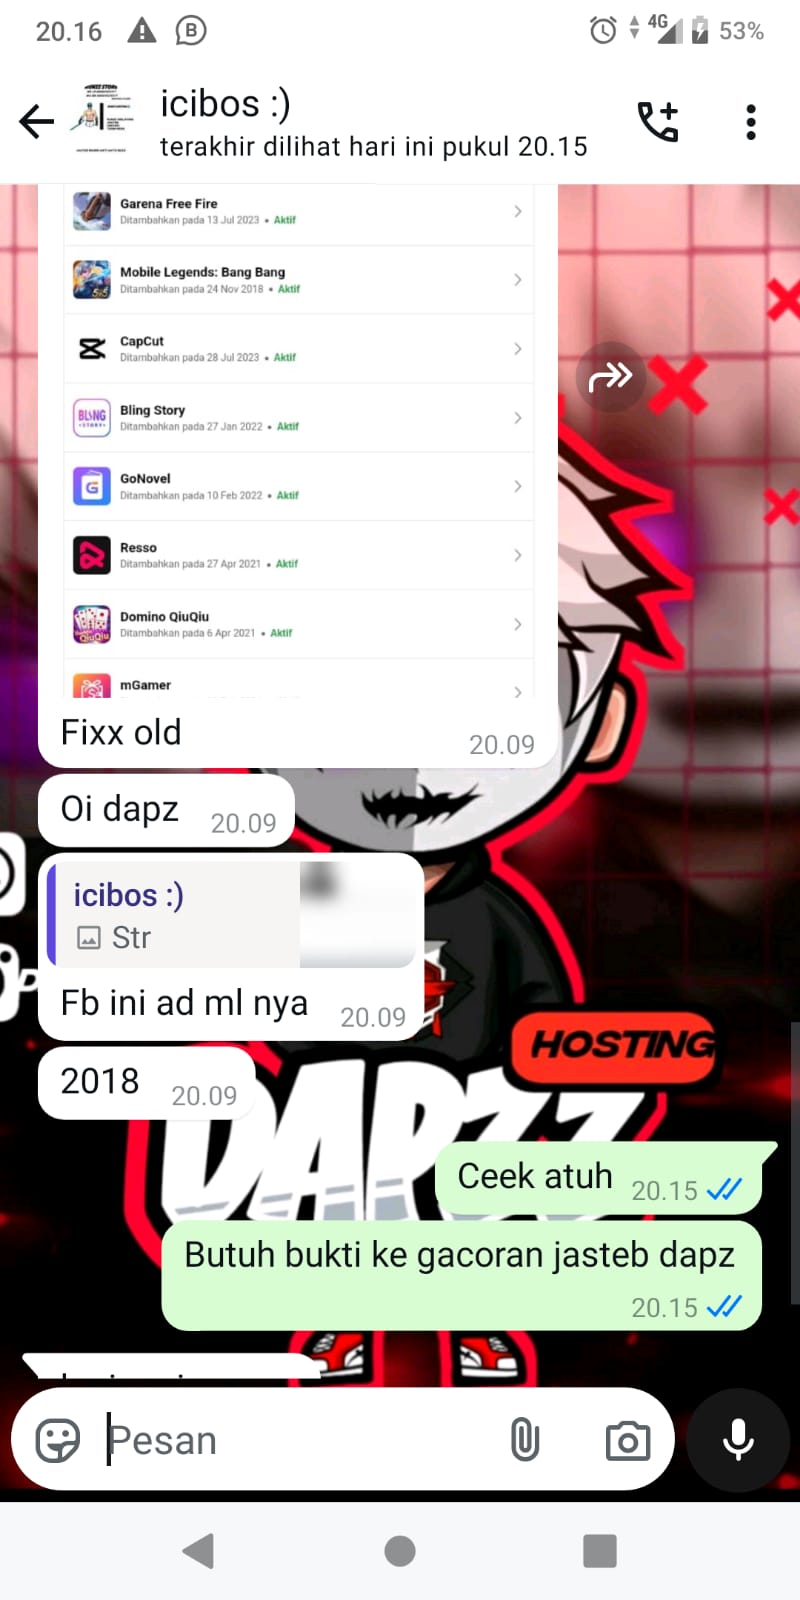 20.16
4G
53%
icibos :)
terakhir dilihat hari ini pukul 20.15
Garena Free Fire
Ditambahkan pada 13 Jul 2023 • Aktif
Mobile Legends: Bang Bang
Ditambahkan pada 24 Nov 2018 • Aktif
CapCut
Ditambahkan pada 28 Jul 2023 • Aktif
BLING
STORY
Bling Story
Ditambahkan pada 27 Jan 2022 • Aktif
GoNovel
Ditambahkan pada 10 Feb 2022 • Aktif
Resso
Ditambahkan pada 27 Apr 2021 • Aktif
Domino QiuQiu
Ditambahkan pada 6 Apr 2021 • Aktif
mGamer
Fixx old
20.09
Oi dapz
20.09
icibos :)
Str
Fb ini ad ml nya
20.09
2018
20.09
HOSTING
DAPZZ
Ceek atuh
20.15
Butuh bukti ke gacoran jasteb dapz
20.15
Pesan